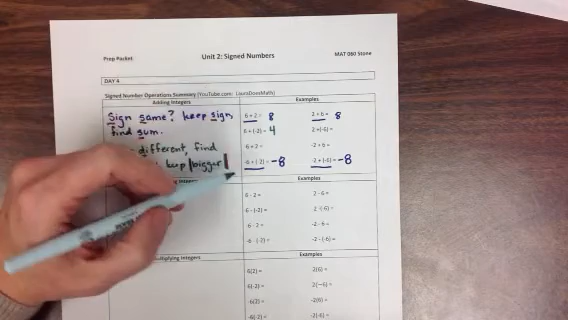 Prep Packet Unit 2: Signed Numbers MAT 060 Stone
DAY 4
Signed Number Operations Summary (YouTube.com: LauraDoesMath)
Adding Integers Examples
Sign same? keep sign
find sum.
different, find
keep |bigger|
6 + 2 = 8 2 + 6 = 8
6 + (-2) = 4 2 + (-6) =
-6 + 2 = -2 + 6 =
-6 + (-2) = -8 -2 + (-6) = -8
Examples
6 - 2 = 2 - 6 =
6 - (-2) = 2 - (-6) =
-6 - 2 = -2 - 6 =
-6 - (-2) = -2 - (-6) =
Multiplying Integers Examples
6(2) = 2(6) =
6(-2) = 2(-6) =
-6(2) = -2(6) =
-6(-2) = -2(-6) =